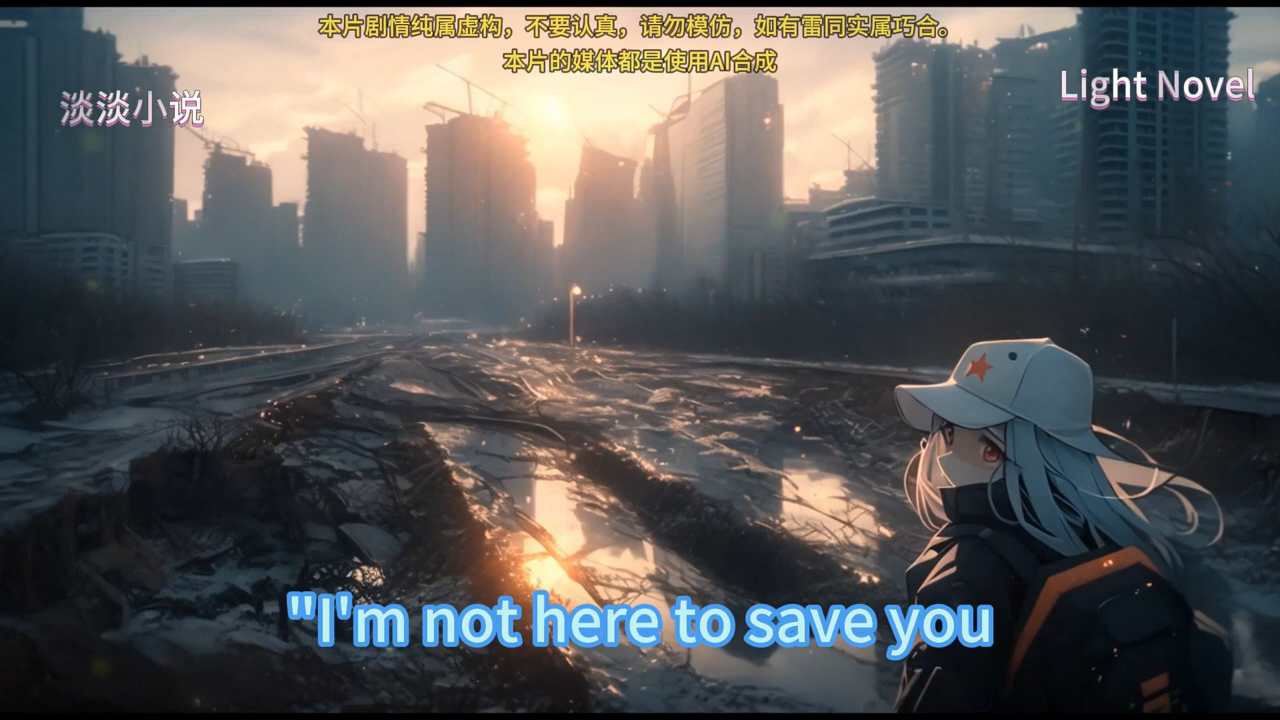 本片剧情纯属虚构，不要认真，请勿模仿，如有雷同实属巧合。
本片的媒体都是使用AI合成
淡淡小说
Light Novel
"I'm not here to save you